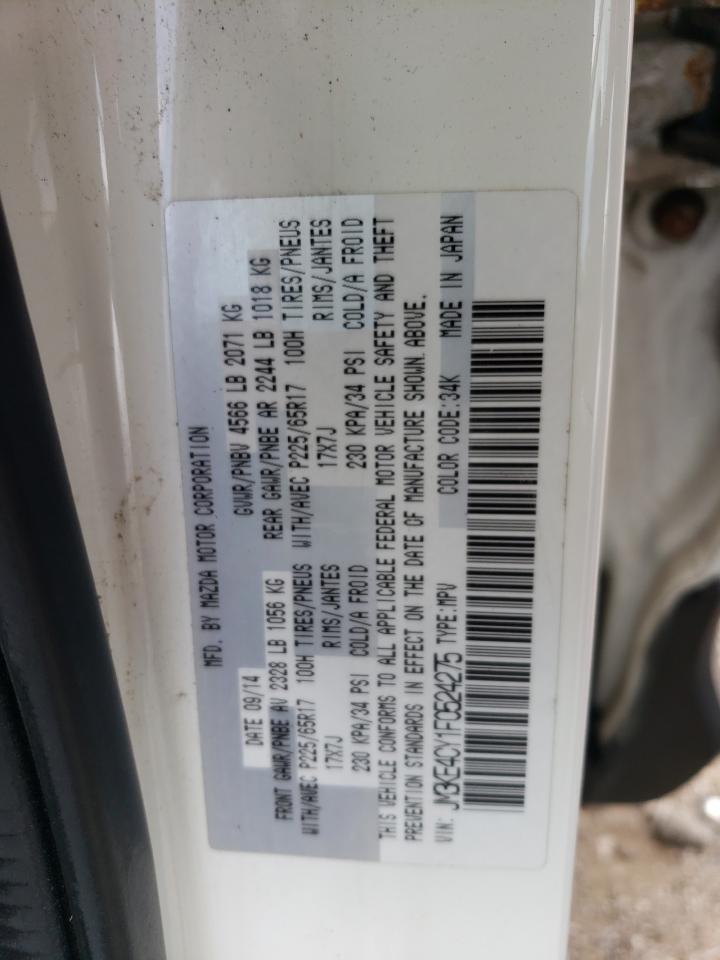 MFD. BY MAZDA MOTOR CORPORATION
DATE 09/14 GVWR/PNBV 4566 LB 2071 KG
FRONT GAWR/PNBE AV 2328 LB 1056 KG REAR GAWR/PNBE AR 2244 LB 1018 KG
WITH/AVEC P225/65R17 100H TIRES/PNEUS WITH/AVEC P225/65R17 100H TIRES/PNEUS
17X7J RIMS/JANTES 17X7J RIMS/JANTES
230 KPA/34 PSI COLD/A FROID 230 KPA/34 PSI COLD/A FROID
THIS VEHICLE CONFORMS TO ALL APPLICABLE FEDERAL MOTOR VEHICLE SAFETY AND THEFT
PREVENTION STANDARDS IN EFFECT ON THE DATE OF MANUFACTURE SHOWN ABOVE.
VIN: JM3KE4CY1F0524275 TYPE:MPV COLOR CODE:34K MADE IN JAPAN